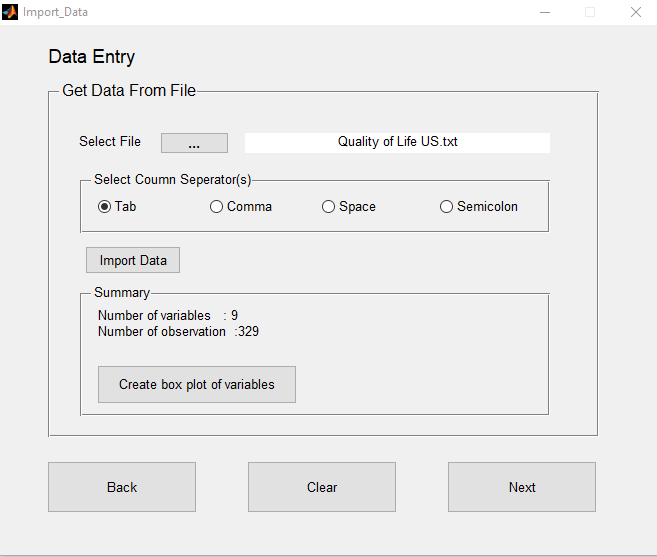 Import_Data
Data Entry
Get Data From File
Select File ... Quality of Life US.txt
Select Coumn Seperator(s)
Tab Comma Space Semicolon
Import Data
Summary
Number of variables : 9
Number of observation :329
Create box plot of variables
Back Clear Next